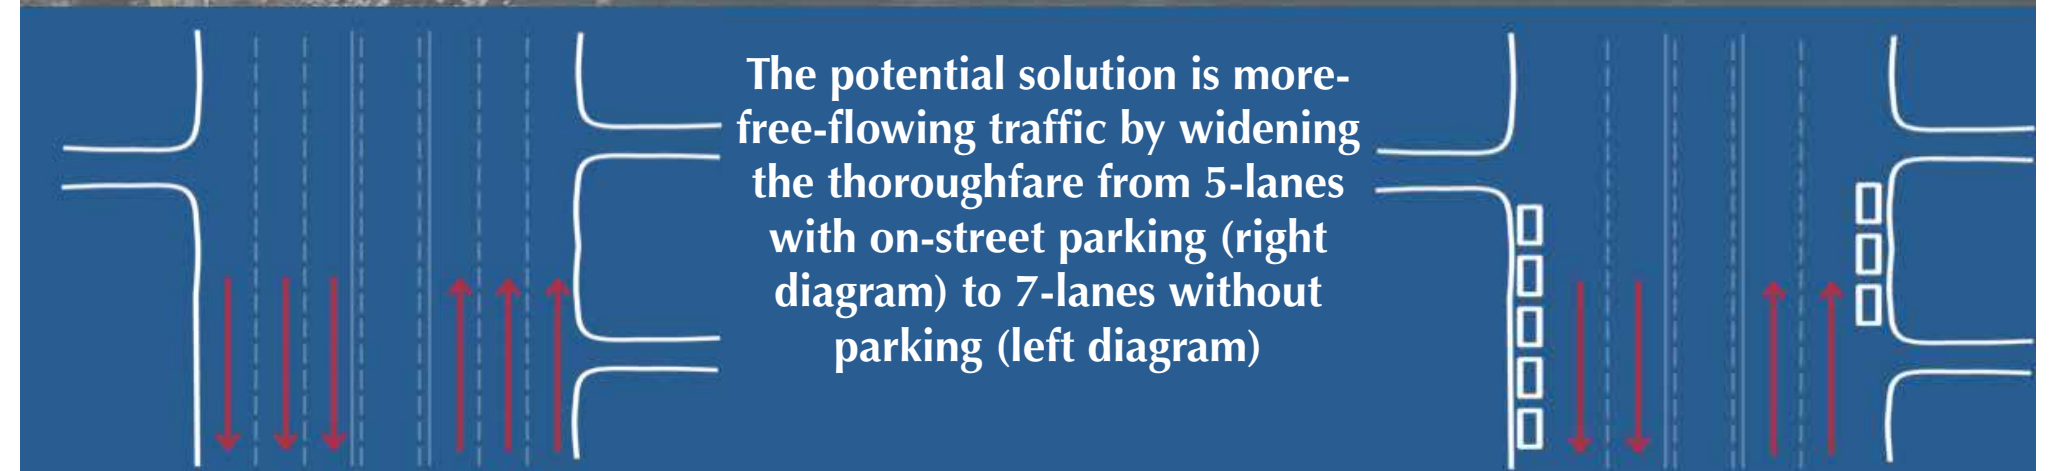 The potential solution is more-
free-flowing traffic by widening
the thoroughfare from 5-lanes
with on-street parking (right
diagram) to 7-lanes without
parking (left diagram)